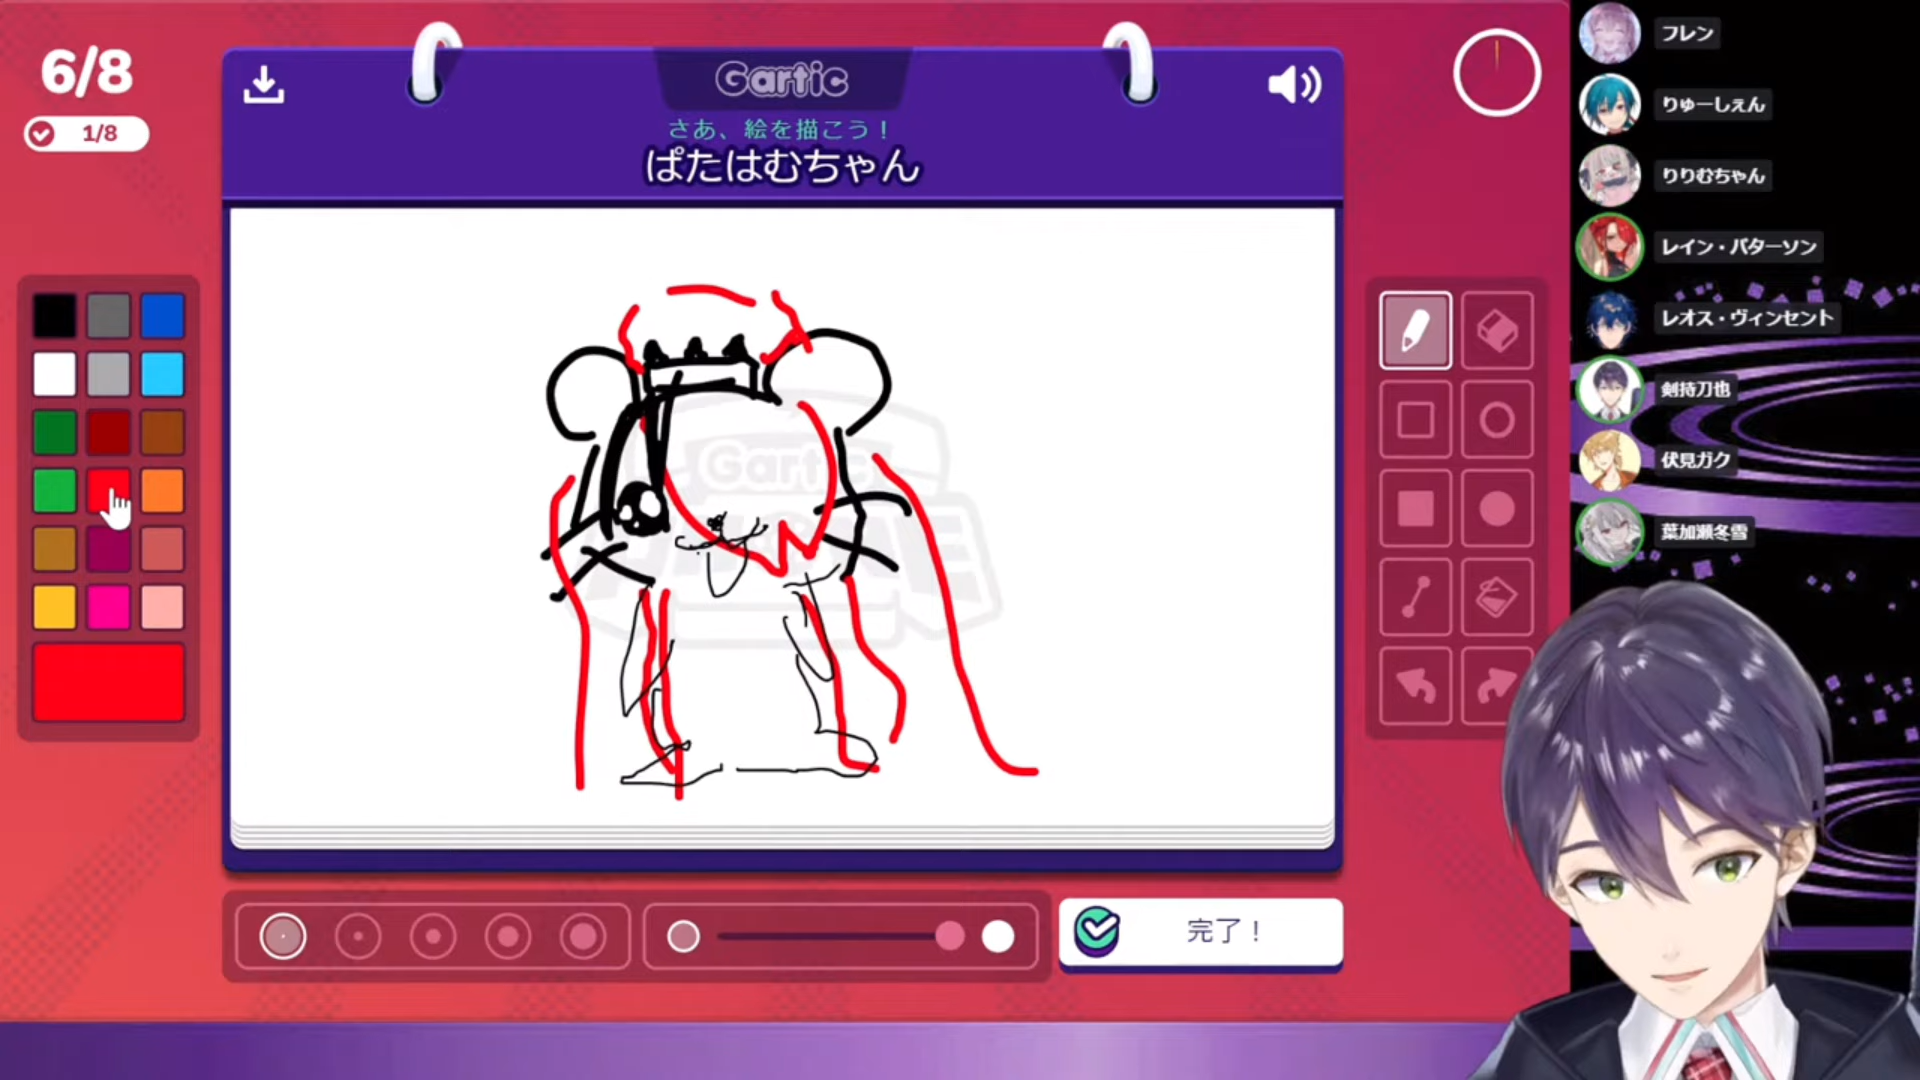 6/8
1/8
Gartic
さあ、絵を描こう！
ぱたはむちゃん
Gartic
完了！
フレン
りゅーしぇん
りりむちゃん
レイン・パターソン
レオス・ヴィンセント
剣持刀也
伏見ガク
葉加瀬冬雪